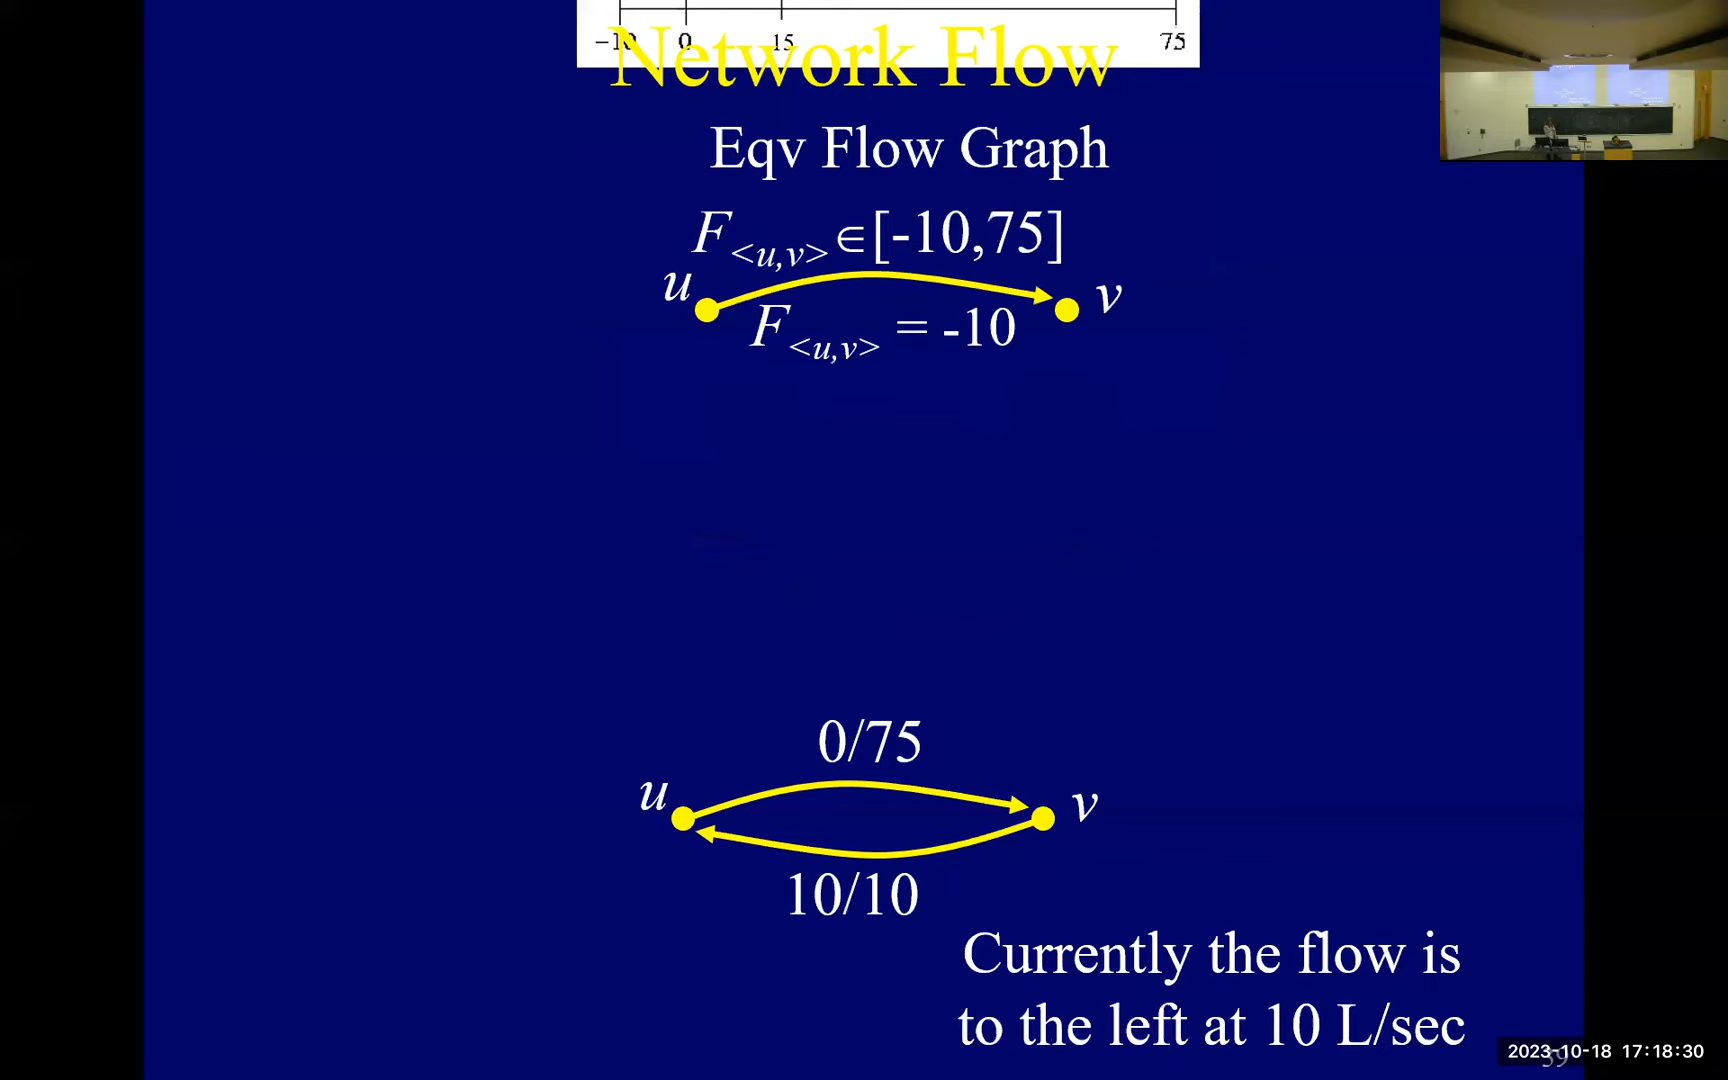 −10 0 15 75
Network Flow
Eqv Flow Graph
F<u,v>∈[-10,75]
u v
F<u,v> = -10
0/75
u v
10/10
Currently the flow is
to the left at 10 L/sec
39
2023-10-18 17:18:30